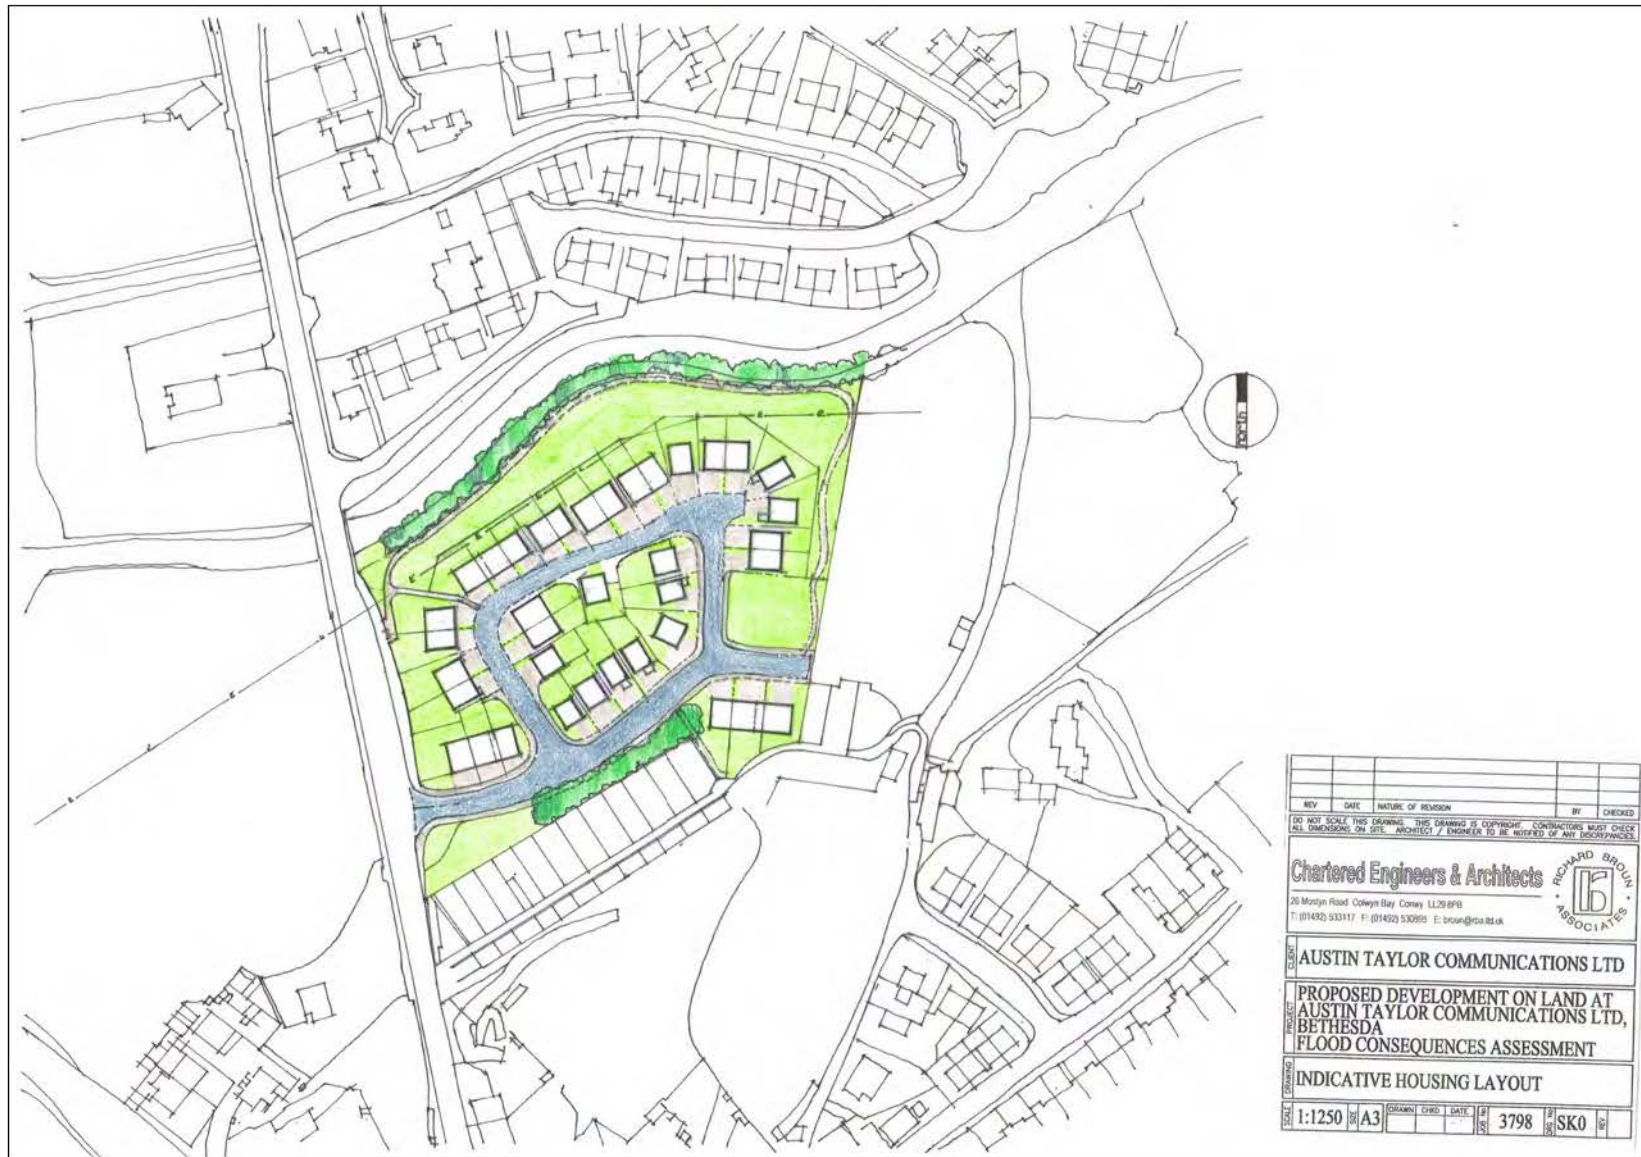 north
REV DATE NATURE OF REVISION BY CHECKED
DO NOT SCALE THIS DRAWING. THIS DRAWING IS COPYRIGHT. CONTRACTORS MUST CHECK
ALL DIMENSIONS ON SITE. ARCHITECT / ENGINEER TO BE NOTIFIED OF ANY DISCREPANCIES.
Chartered Engineers & Architects
RICHARD BROUN ASSOCIATES
26 Mostyn Road Colwyn Bay Conwy LL29 8PB
T: (01492) 533117 F: (01492) E: broun@rba.ltd.uk
CLIENT AUSTIN TAYLOR COMMUNICATIONS LTD
PROJECT PROPOSED DEVELOPMENT ON LAND AT
AUSTIN TAYLOR COMMUNICATIONS LTD,
BETHESDA
FLOOD CONSEQUENCES ASSESSMENT
DRAWING INDICATIVE HOUSING LAYOUT
SCALE 1:1250 SIZE A3 DRAWN CHKD DATE JOB No 3798 DRG No SK0 REV